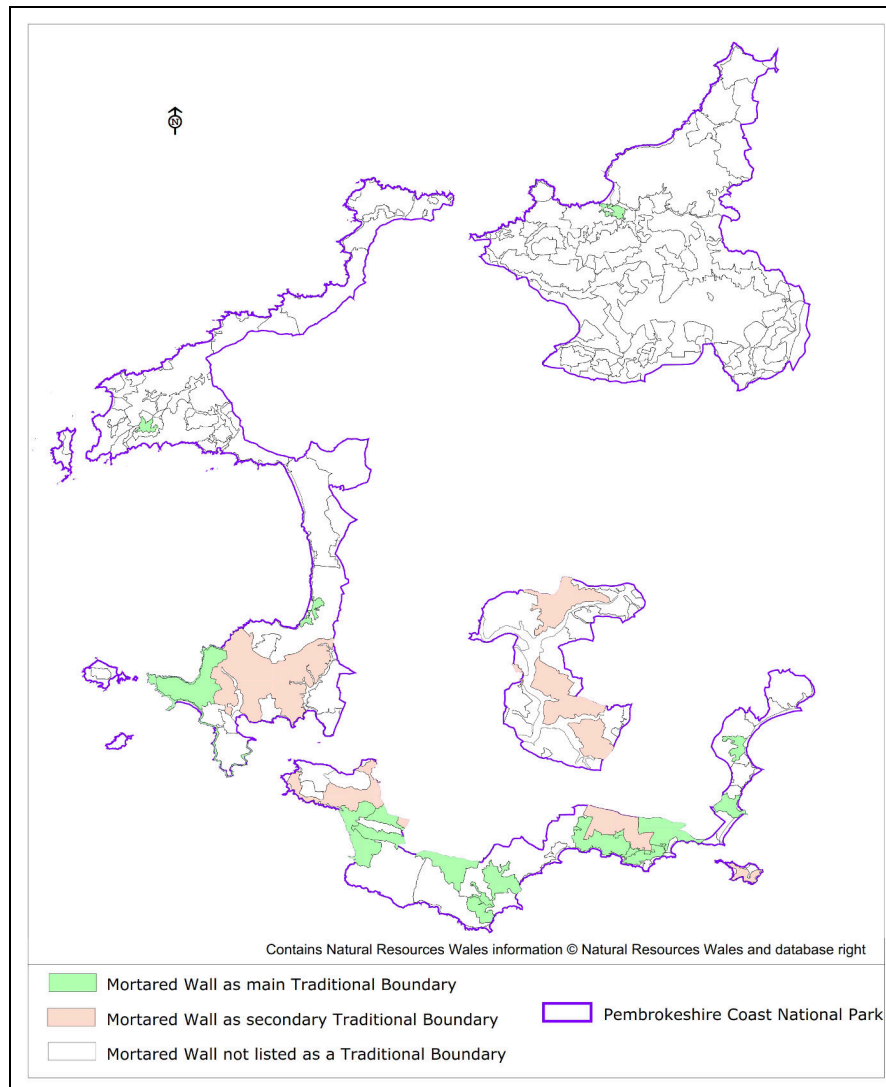 N
Contains Natural Resources Wales information © Natural Resources Wales and database right
Mortared Wall as main Traditional Boundary
Mortared Wall as secondary Traditional Boundary
Pembrokeshire Coast National Park
Mortared Wall not listed as a Traditional Boundary